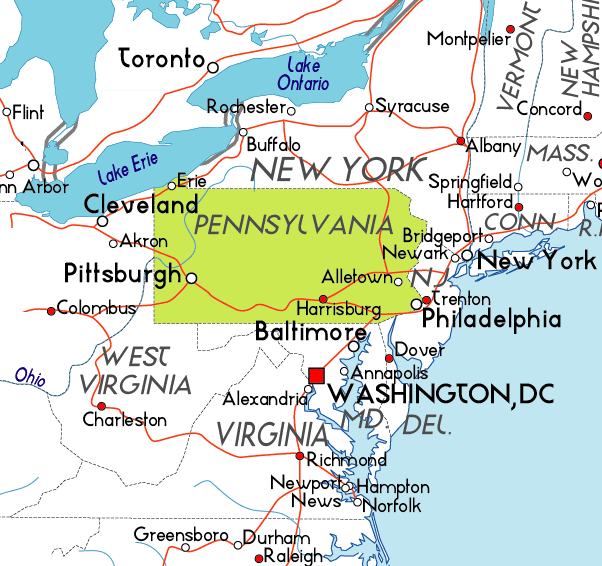 Montpelier
VERMONT
NEW
HAMPSHI
Toronto
Lake
Ontario
Flint
Rochester
Syracuse
Concord
Buffalo
Albany
MASS.
Lake Erie
NEW YORK
nn Arbor
Erie
Springfield
Wo
Cleveland
Hartford
PENNSYLVANIA
CONN
R.I
Akron
Bridgeport
Newark
New York
Pittsburgh
Alletown
NJ
Colombus
Harrisburg
Trenton
Philadelphia
Baltimore
WEST
VIRGINIA
Dover
Ohio
Annapolis
Alexandria
WASHINGTON,DC
Charleston
MD
DEL.
VIRGINIA
Richmond
Newport
News
Hampton
Norfolk
Greensboro
Durham
Raleigh